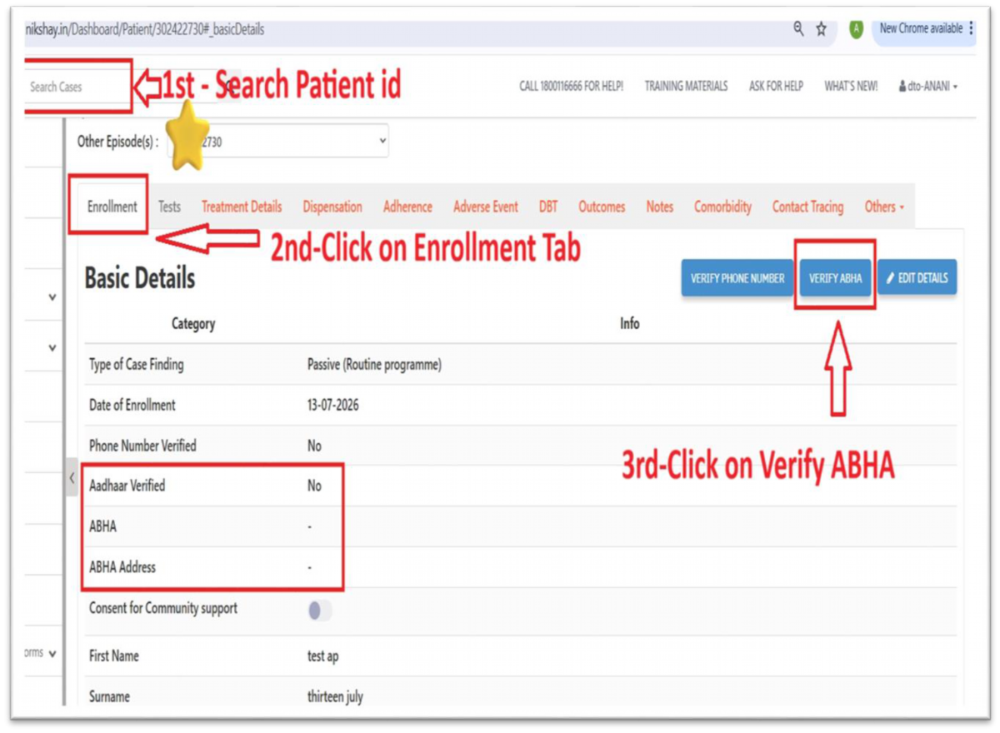 nikshay.in/Dashboard/Patient/302422730#_basicDetails
A
New Chrome available
Search Cases
1st - Search Patient id
CALL 1800116666 FOR HELP!
TRAINING MATERIALS
ASK FOR HELP
WHAT'S NEW!
dto-ANANI
Other Episode(s) :
2730
Enrollment
Tests
Treatment Details
Dispensation
Adherence
Adverse Event
DBT
Outcomes
Notes
Comorbidity
Contact Tracing
Others
2nd-Click on Enrollment Tab
Basic Details
VERIFY PHONE NUMBER
VERIFY ABHA
EDIT DETAILS
Category Info
Type of Case Finding Passive (Routine programme)
Date of Enrollment 13-07-2026
Phone Number Verified No
3rd-Click on Verify ABHA
Aadhaar Verified No
ABHA -
ABHA Address -
Consent for Community support
orms
First Name test ap
Surname thirteen july